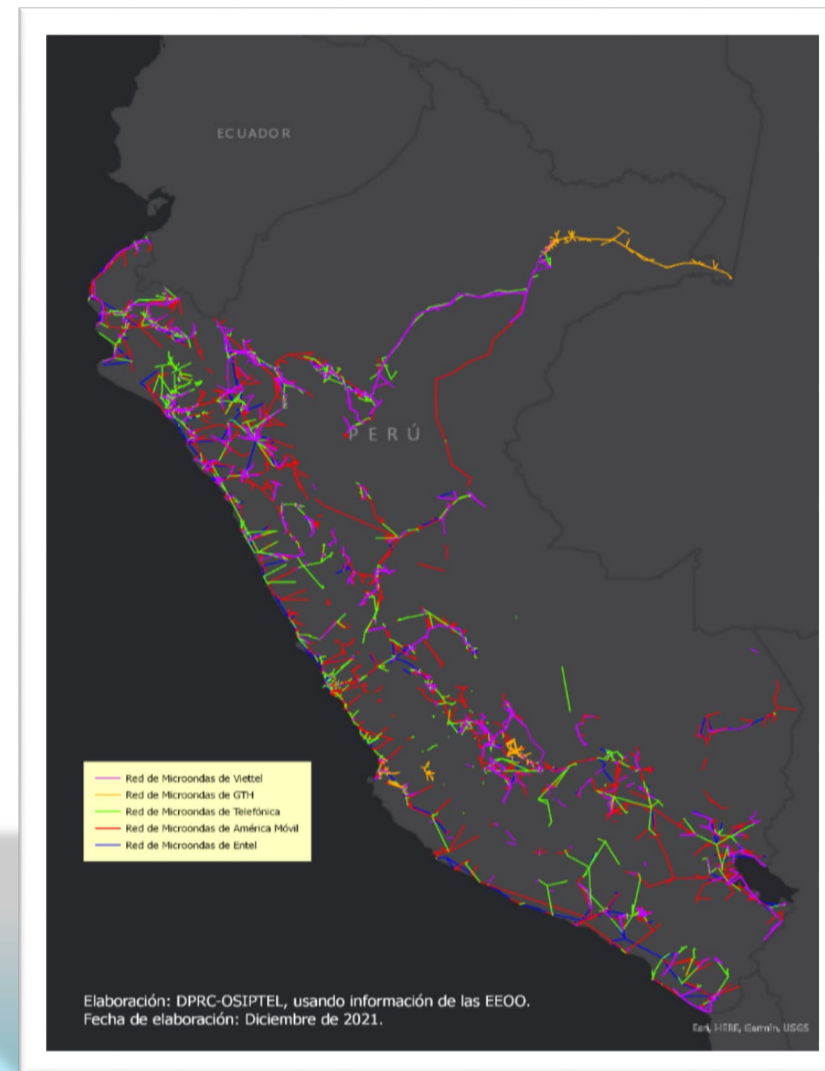 ECUADOR
PERÚ
Red de Microondas de Viettel
Red de Microondas de GTH
Red de Microondas de Telefónica
Red de Microondas de América Móvil
Red de Microondas de Entel
Elaboración: DPRC-OSIPTEL, usando información de las EEOO.
Fecha de elaboración: Diciembre de 2021.
Esri, HERE, Garmin, USGS